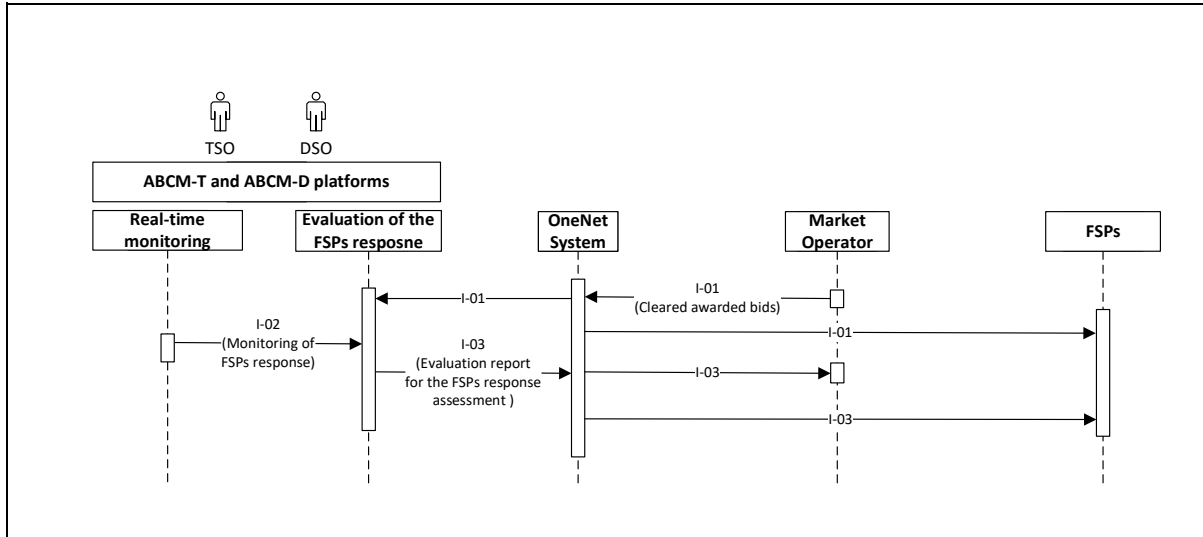 TSO
DSO
ABCM-T and ABCM-D platforms
Real-time
monitoring
Evaluation of the
FSPs resposne
OneNet
System
Market
Operator
FSPs
I-01
I-01
(Cleared awarded bids)
I-02
(Monitoring of
FSPs response)
I-01
I-03
(Evaluation report
for the FSPs response
assessment )
I-03
I-03